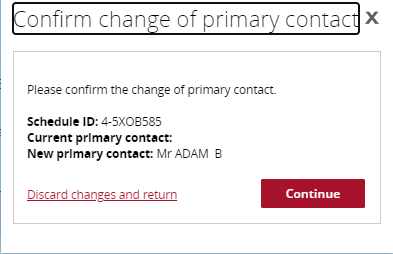 Confirm change of primary contact X
Please confirm the change of primary contact.
Schedule ID: 4-5XOB585
Current primary contact:
New primary contact: Mr ADAM B
Discard changes and return
Continue